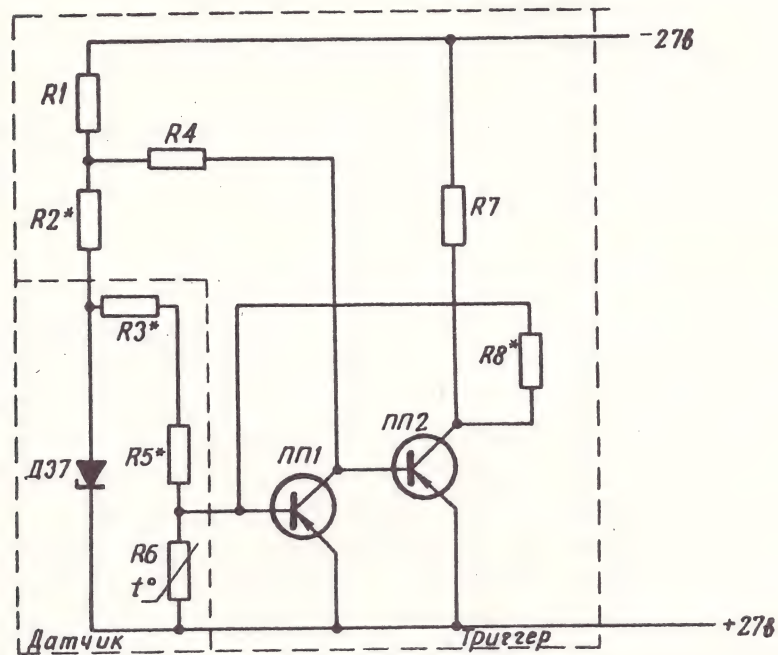 -27в
R1
R4
R2*
R7
R3*
R8*
ПП2
ПП1
Д37
R5*
R6
t°
+27в
Датчик
Триггер